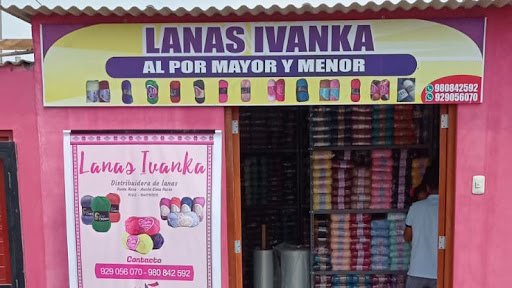 LANAS IVANKA
AL POR MAYOR Y MENOR
980842592
929056070
Lanas Ivanka
Distribuidora de lanas
Contacto
929 056 070 - 980 842 592